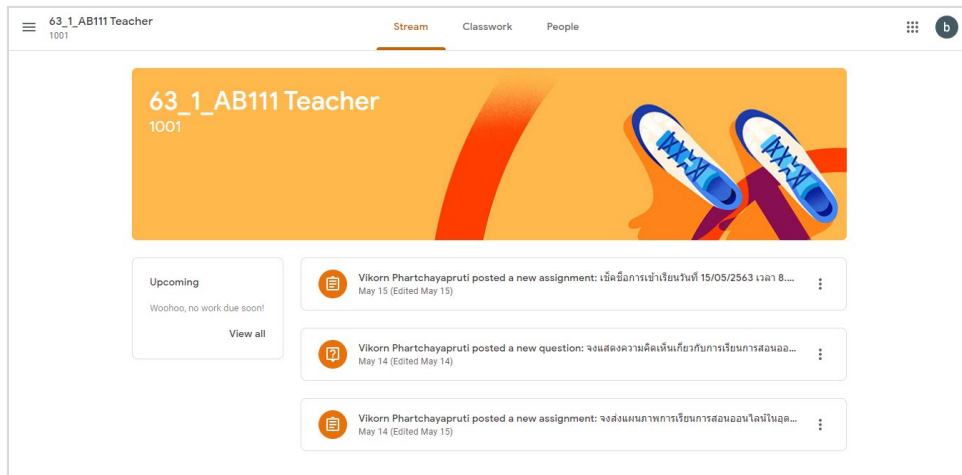 63_1_AB111 Teacher
1001
Stream Classwork People
b
63_1_AB111 Teacher
1001
Upcoming
Woohoo, no work due soon!
View all
Vikorn Phartchayapruti posted a new assignment: เช็คชื่อการเข้าเรียนวันที่ 15/05/2563 เวลา 8....
May 15 (Edited May 15)
Vikorn Phartchayapruti posted a new question: จงแสดงความคิดเห็นเกี่ยวกับการเรียนการสอนออ...
May 14 (Edited May 14)
Vikorn Phartchayapruti posted a new assignment: จงส่งแผนภาพการเรียนการสอนออนไลน์ในอุด...
May 14 (Edited May 15)